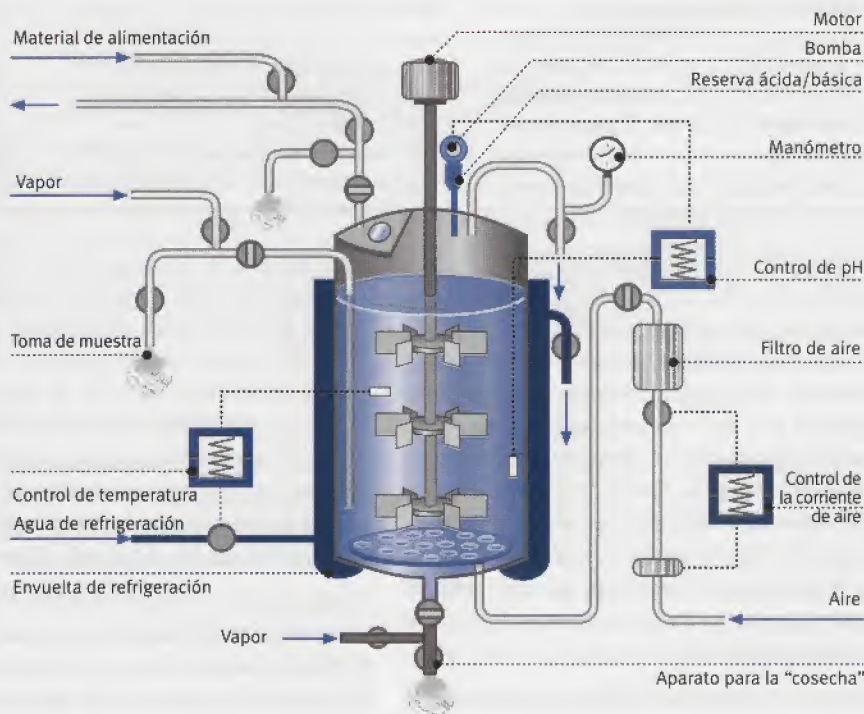 Material de alimentación
Vapor
Toma de muestra
Control de temperatura
Agua de refrigeración
Envuelta de refrigeración
Vapor
Motor
Bomba
Reserva ácida/básica
Manómetro
Control de pH
Filtro de aire
Control de
la corriente
de aire
Aire
Aparato para la “cosecha”